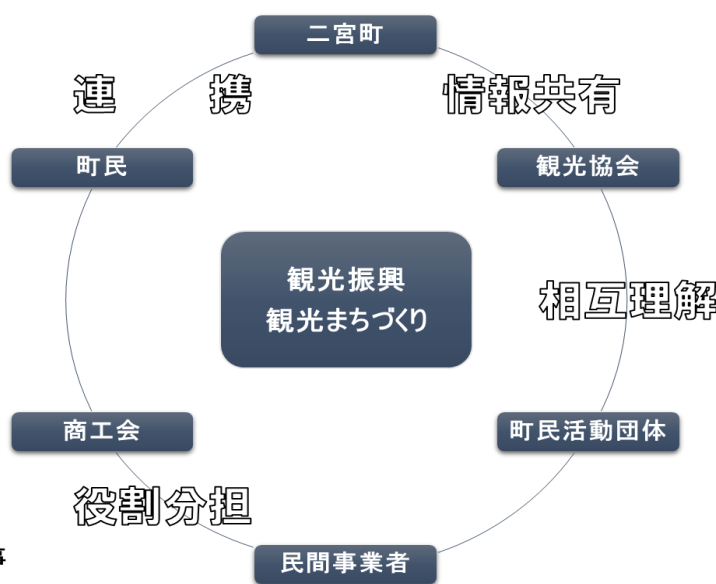 二宮町
連　携
情報共有
町民
観光協会
観光振興
観光まちづくり
相互理解
商工会
町民活動団体
役割分担
民間事業者